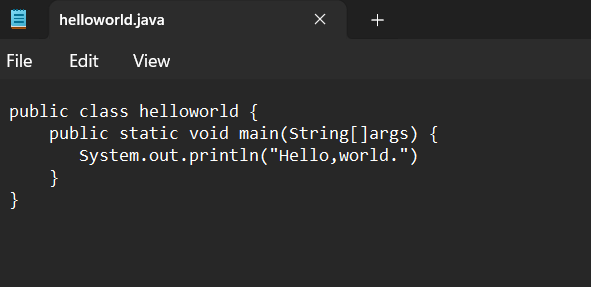 helloworld.java
File Edit View
public class helloworld {
    public static void main(String[]args) {
       System.out.println("Hello,world.")
    }
}